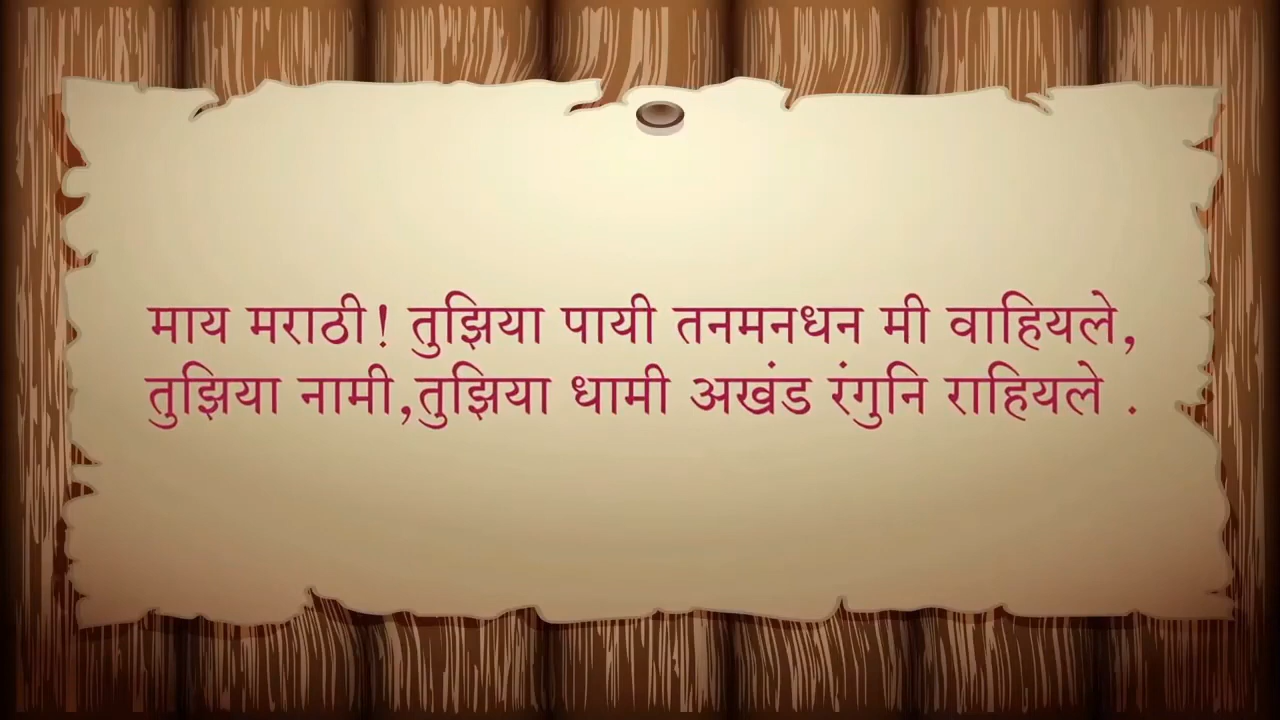 माय मराठी! तुझिया पायी तनमनधन मी वाहियले,
तुझिया नामी,तुझिया धामी अखंड रंगुनि राहियले .